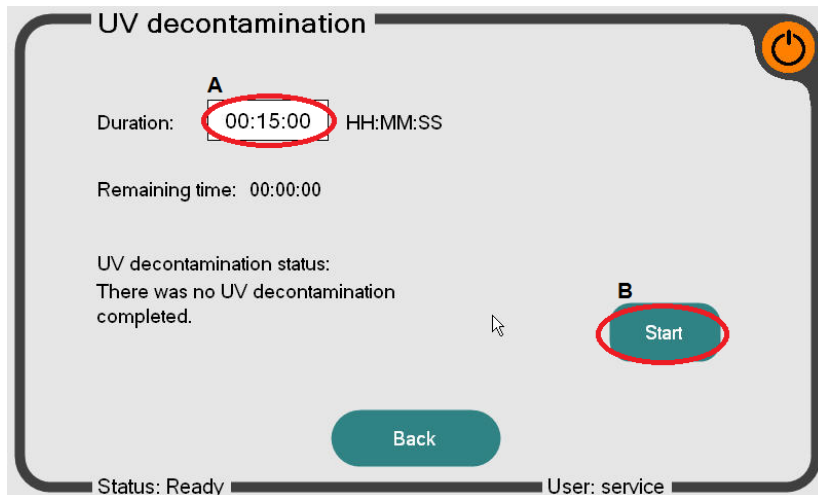 UV decontamination
A
Duration: 00:15:00 HH:MM:SS
Remaining time: 00:00:00
UV decontamination status:
There was no UV decontamination
completed.
B
Start
Back
Status: Ready User: service